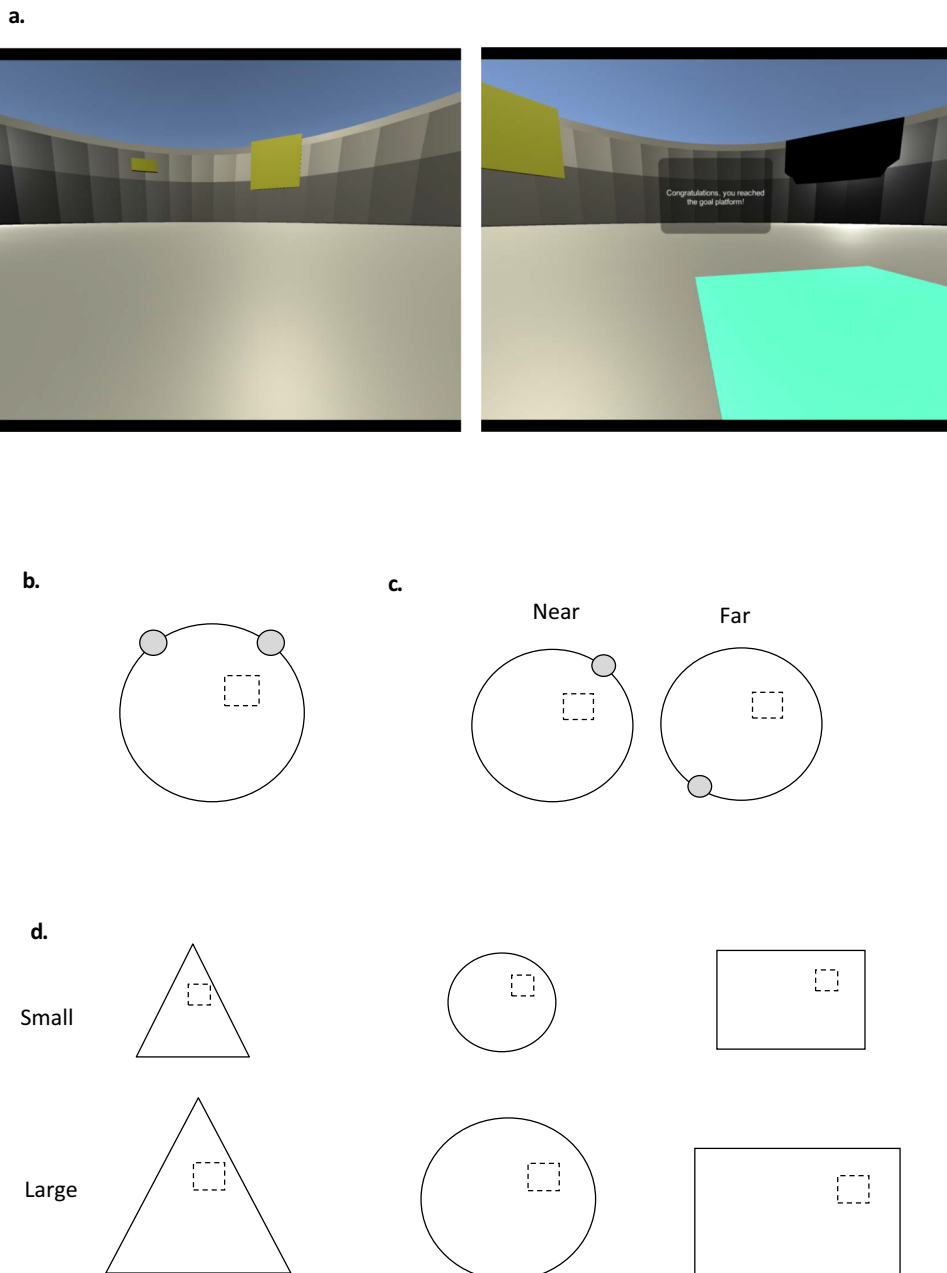 a.
Congratulations, you reached
the goal platform!
b.
c.
Near
Far
d.
Small
Large